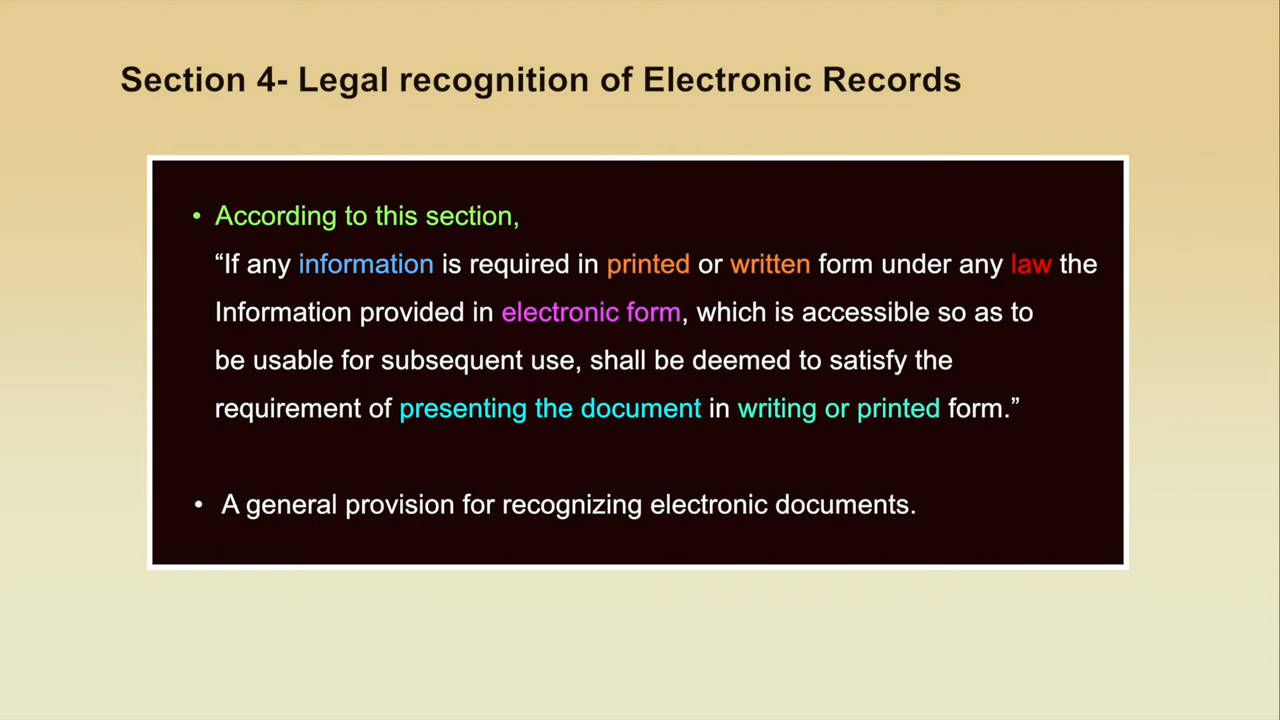 Section 4- Legal recognition of Electronic Records
• According to this section,
“If any information is required in printed or written form under any law the
Information provided in electronic form, which is accessible so as to
be usable for subsequent use, shall be deemed to satisfy the
requirement of presenting the document in writing or printed form.”
• A general provision for recognizing electronic documents.